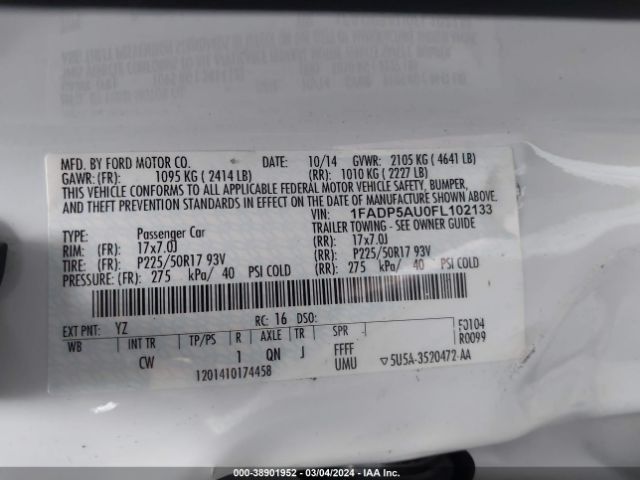 MFD. BY FORD MOTOR CO. DATE: 10/14 GVWR: 2105 KG ( 4641 LB)
GAWR: (FR): 1095 KG ( 2414 LB) (RR): 1010 KG ( 2227 LB)
THIS VEHICLE CONFORMS TO ALL APPLICABLE FEDERAL MOTOR VEHICLE SAFETY, BUMPER,
AND THEFT PREVENTION STANDARDS IN EFFECT ON THE DATE OF MANUFACTURE SHOWN ABOVE.
VIN: 1FADP5AU0FL102133
TYPE: Passenger Car TRAILER TOWING - SEE OWNER GUIDE
RIM: (FR): 17x7.0J (RR): 17x7.0J
TIRE: (FR): P225/50R17 93V (RR): P225/50R17 93V
PRESSURE: (FR): 275 kPa/ 40 PSI COLD (RR): 275 kPa/ 40 PSI COLD
EXT PNT: YZ RC: 16 DSO: F0104
WB INT TR TP/PS R AXLE TR SPR R0099
CW 1 QN J FFFF
UMU 5U5A-3520472-AA
1201410174458
000-38901952 - 03/04/2024 - IAAI.com